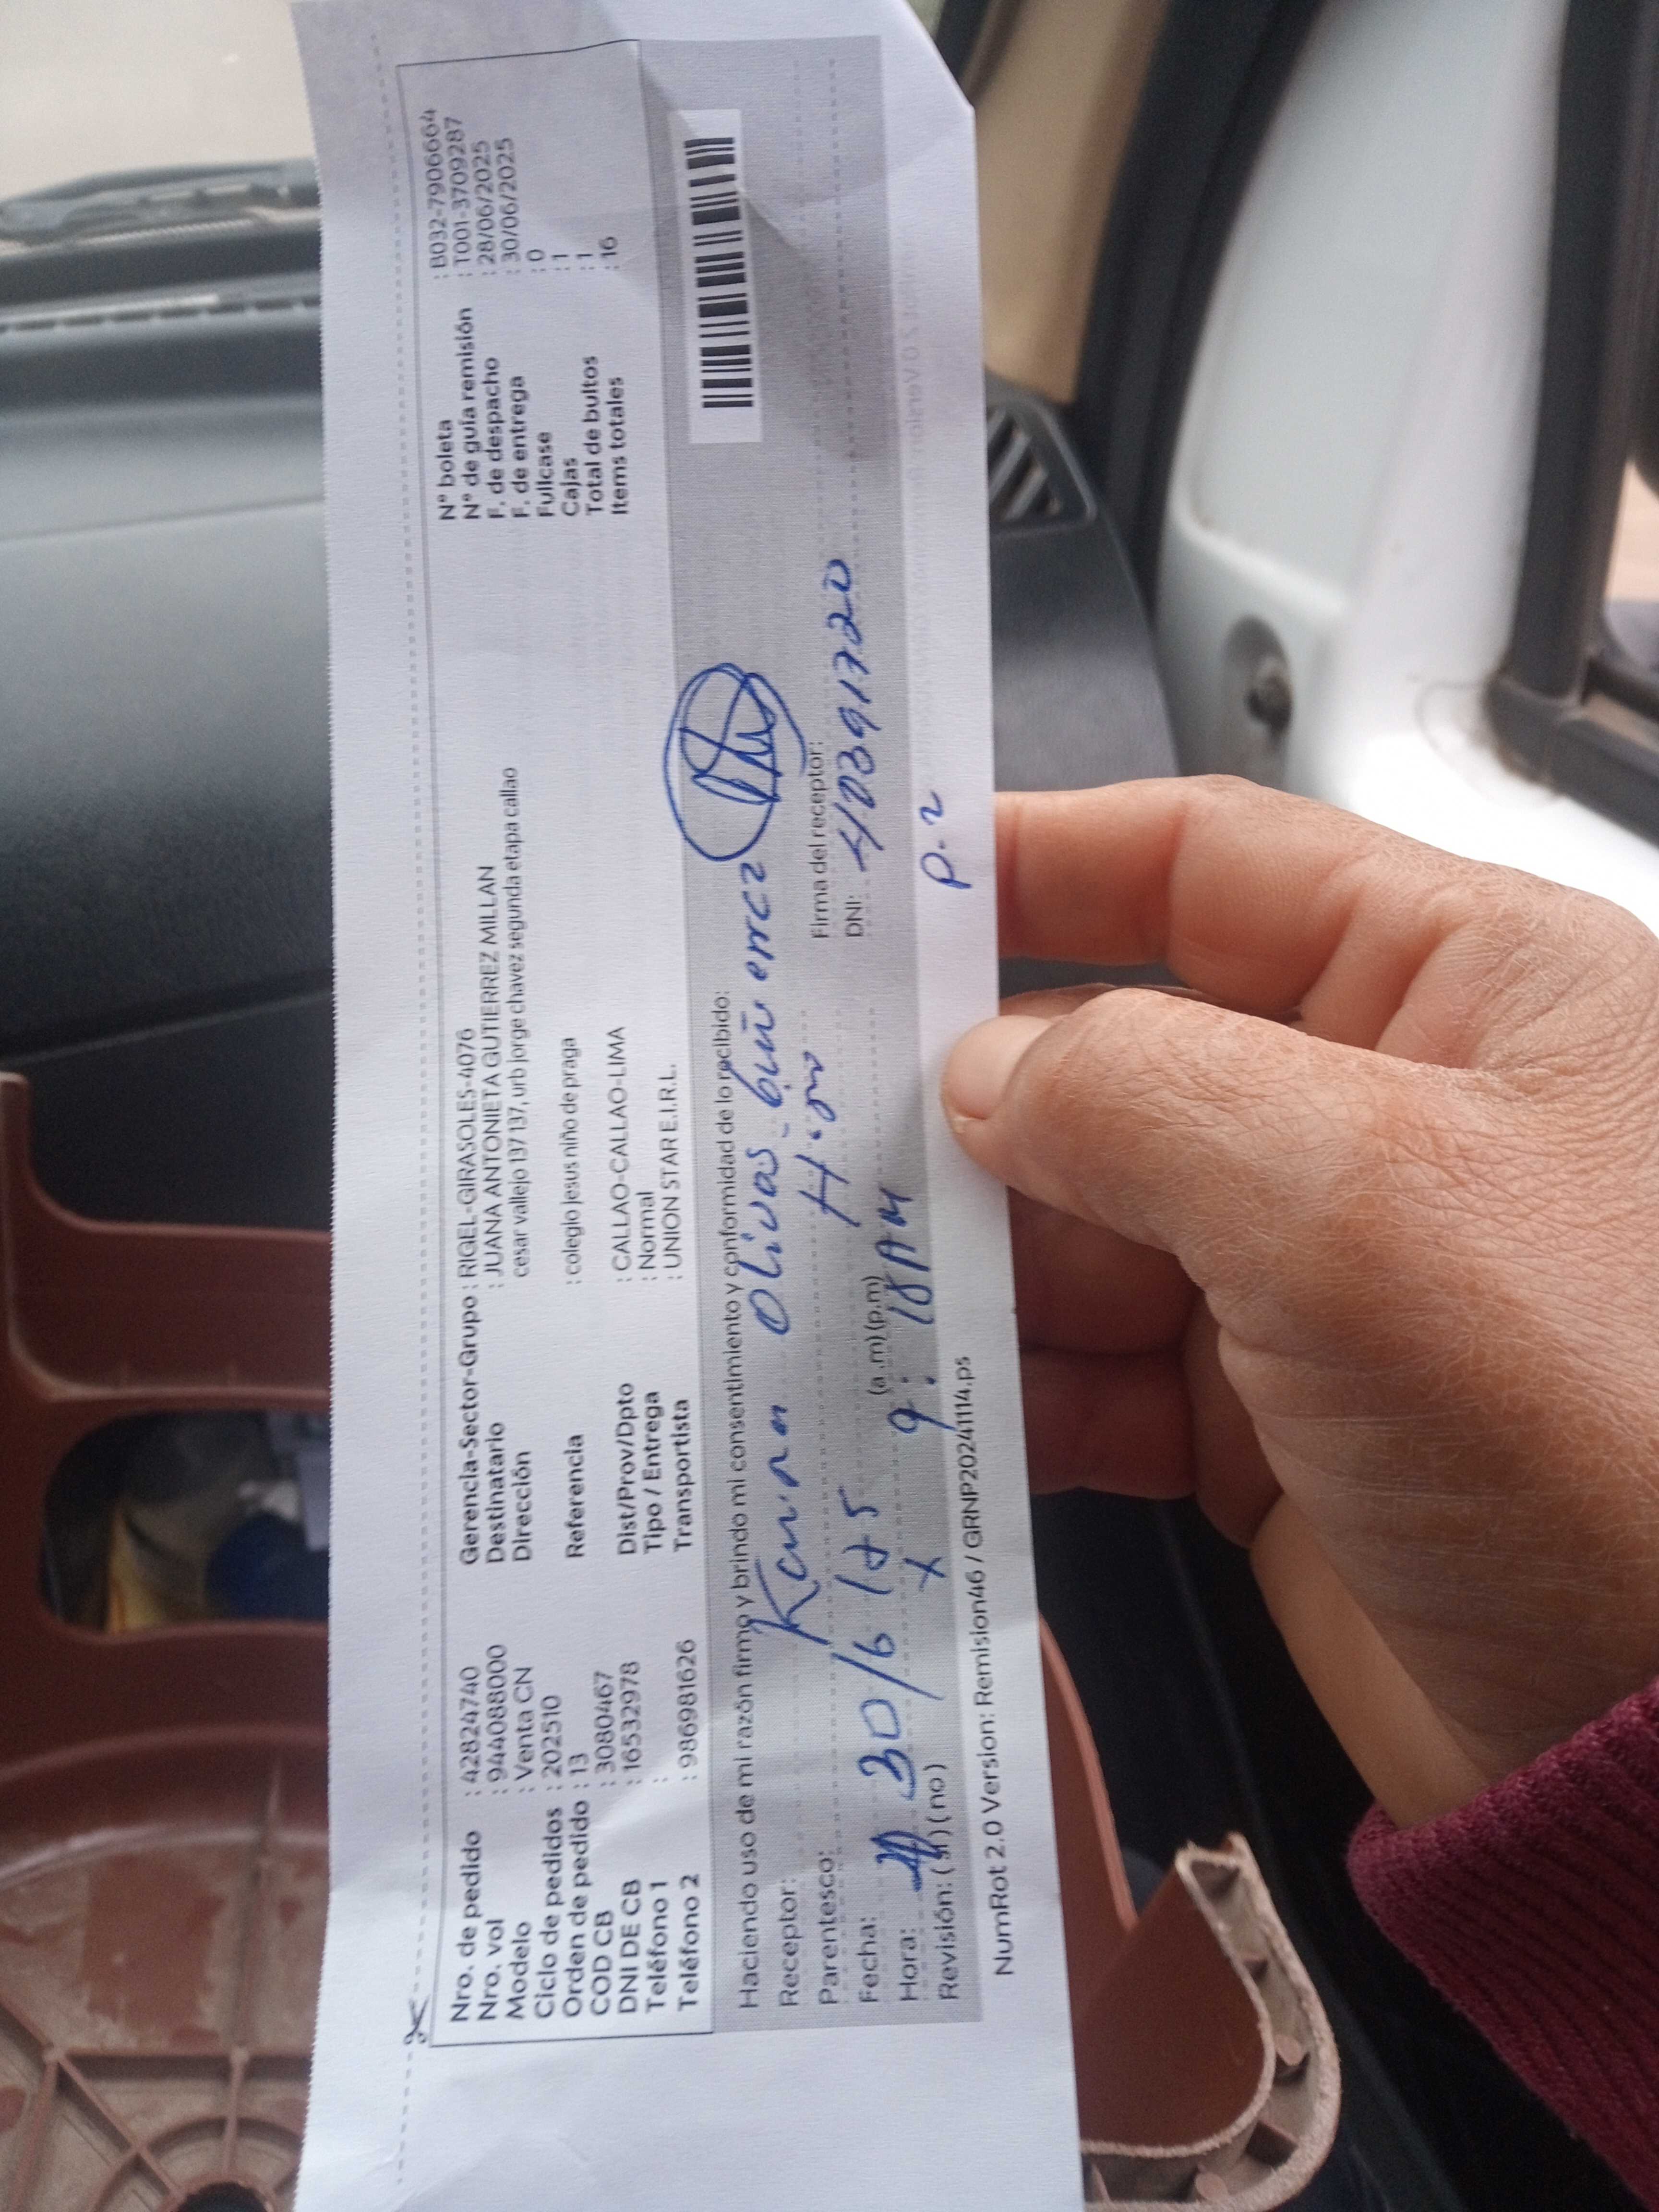 Nro. de pedido : 42824740
Nro. vol : 9444088000
Modelo : Venta CN
Ciclo de pedidos : 202510
Orden de pedido : 13
COD CB : 3080467
DNI DE CB : 16532978
Teléfono 1 :
Teléfono 2 : 986981626
Gerencia-Sector-Grupo : RIGEL-GIRASOLES-4076
Destinatario : JUANA ANTONIETA GUTIERREZ MILLAN
Dirección cesar vallejo 137 137, urb jorge chavez segunda etapa callao
Referencia : colegio jesus niño de praga
Dist/Prov/Dpto : CALLAO-CALLAO-LIMA
Tipo / Entrega : Normal
Transportista : UNION STAR E.I.R.L.
N° boleta : B032-7906664
N° de guía remisión : T001-3709287
F. de despacho : 28/06/2025
F. de entrega : 30/06/2025
Fullcase : 0
Cajas : 1
Total de bultos : 1
Items totales : 16
Haciendo uso de mi razón firmo y brindo mi consentimiento y conformidad de lo recibido:
Receptor: Olivos
Parentesco: Firma del receptor:
Fecha: 30/6/25 DNI: 40391720
Hora: 9:18 AM (a.m) (p.m)
Revisión: (si) (no) x
P-2
NumRot 2.0 Version: Remision46 / GRNP20241114.ps